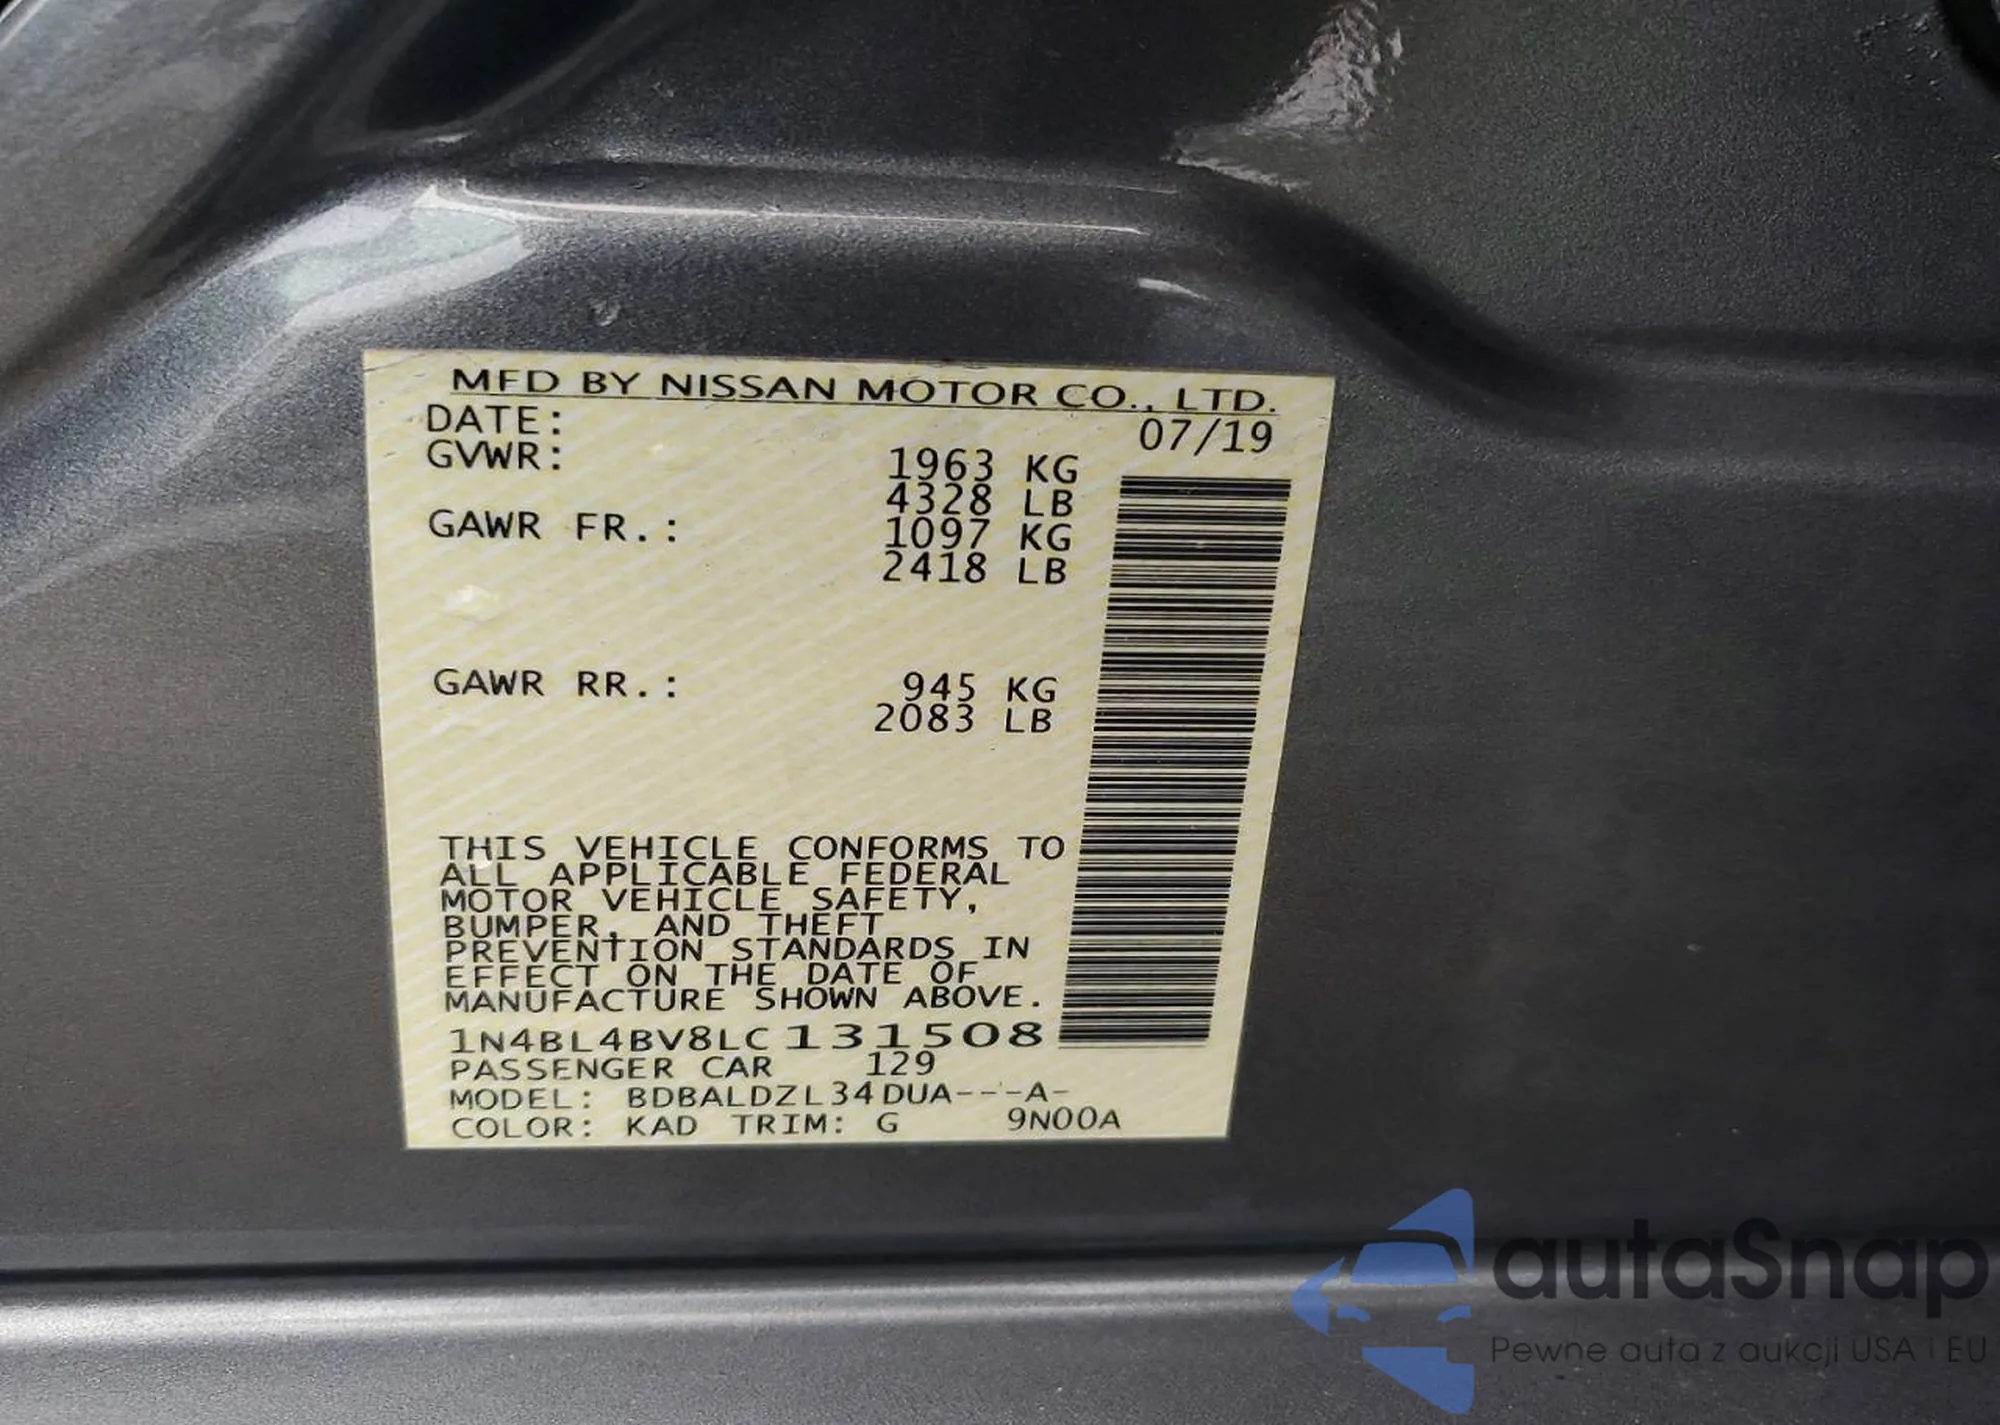 MFD BY NISSAN MOTOR CO., LTD.
DATE: 07/19
GVWR: 1963 KG
4328 LB
GAWR FR.: 1097 KG
2418 LB
GAWR RR.: 945 KG
2083 LB
THIS VEHICLE CONFORMS TO
ALL APPLICABLE FEDERAL
MOTOR VEHICLE SAFETY,
BUMPER, AND THEFT
PREVENTION STANDARDS IN
EFFECT ON THE DATE OF
MANUFACTURE SHOWN ABOVE.
1N4BL4BV8LC131508
PASSENGER CAR 129
MODEL: BDBALDZL34DUA---A-
COLOR: KAD TRIM: G 9N00A
autaSnap
Pewne auta z aukcji USA i EU